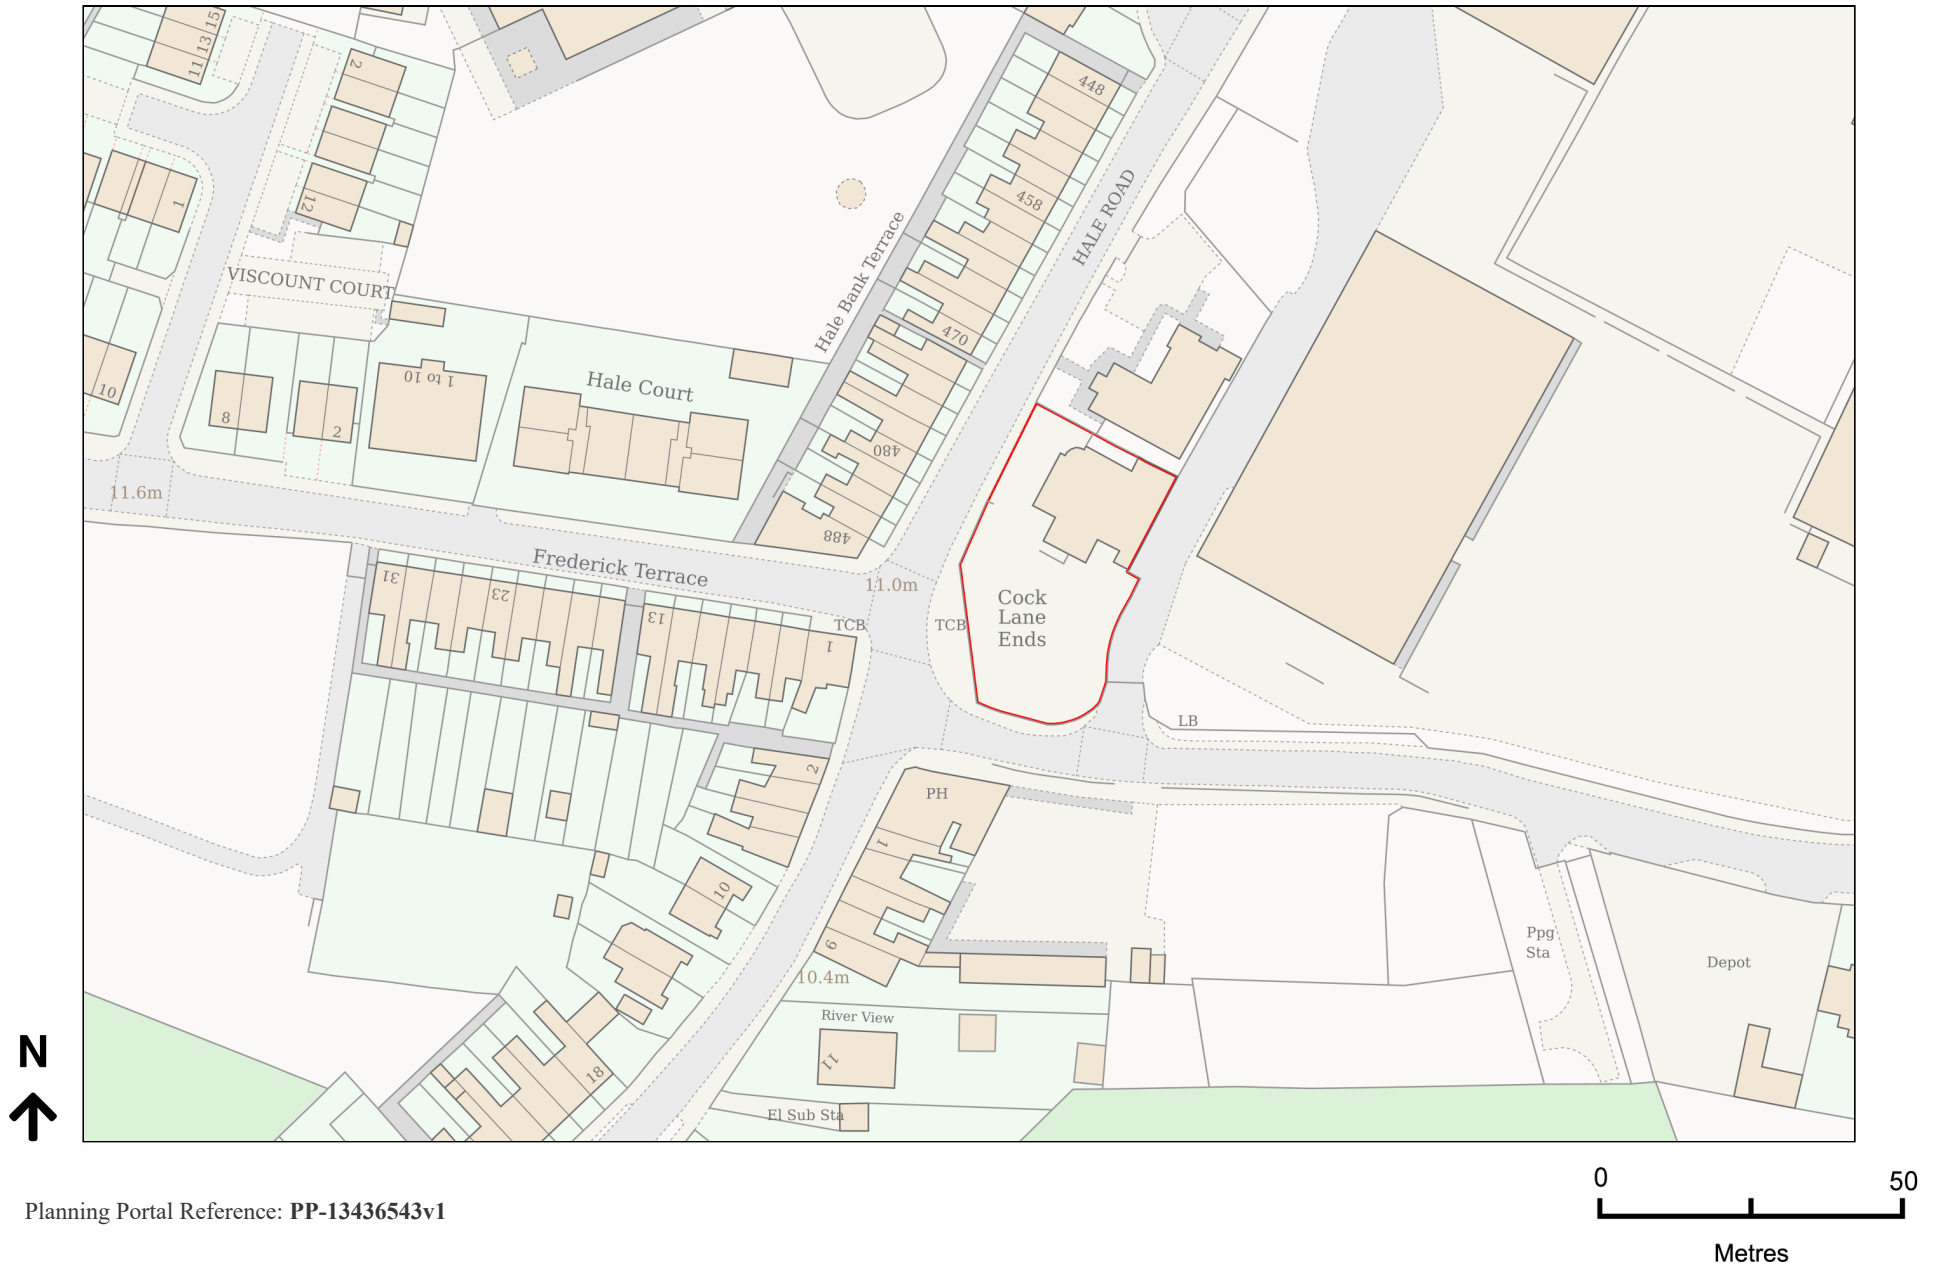 15
13
11
2
448
12
1
458
HALE ROAD
VISCOUNT COURT
Hale Bank Terrace
470
1 to 10
Hale Court
10
8
2
480
11.6m
488
Frederick Terrace
11.0m
31
23
13
1
TCB
TCB
Cock
Lane
Ends
LB
2
PH
1
10
9
10.4m
Ppg
Sta
Depot
River View
11
18
El Sub Sta
N
0
50
Metres
Planning Portal Reference: PP-13436543v1